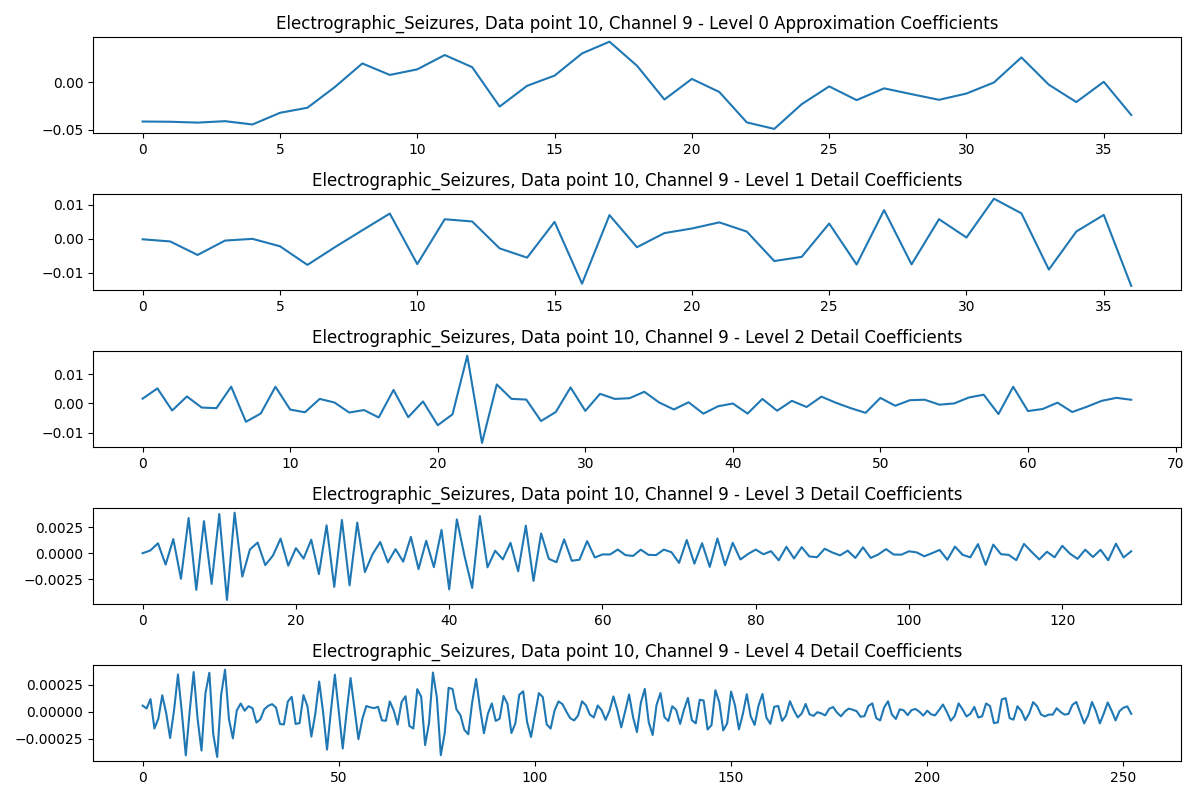 Electrographic_Seizures, Data point 10, Channel 9 - Level 0 Approximation Coefficients
0.00
−0.05
0 5 10 15 20 25 30 35
Electrographic_Seizures, Data point 10, Channel 9 - Level 1 Detail Coefficients
0.01
0.00
−0.01
0 5 10 15 20 25 30 35
Electrographic_Seizures, Data point 10, Channel 9 - Level 2 Detail Coefficients
0.01
0.00
−0.01
0 10 20 30 40 50 60 70
Electrographic_Seizures, Data point 10, Channel 9 - Level 3 Detail Coefficients
0.0025
0.0000
−0.0025
0 20 40 60 80 100 120
Electrographic_Seizures, Data point 10, Channel 9 - Level 4 Detail Coefficients
0.00025
0.00000
−0.00025
0 50 100 150 200 250